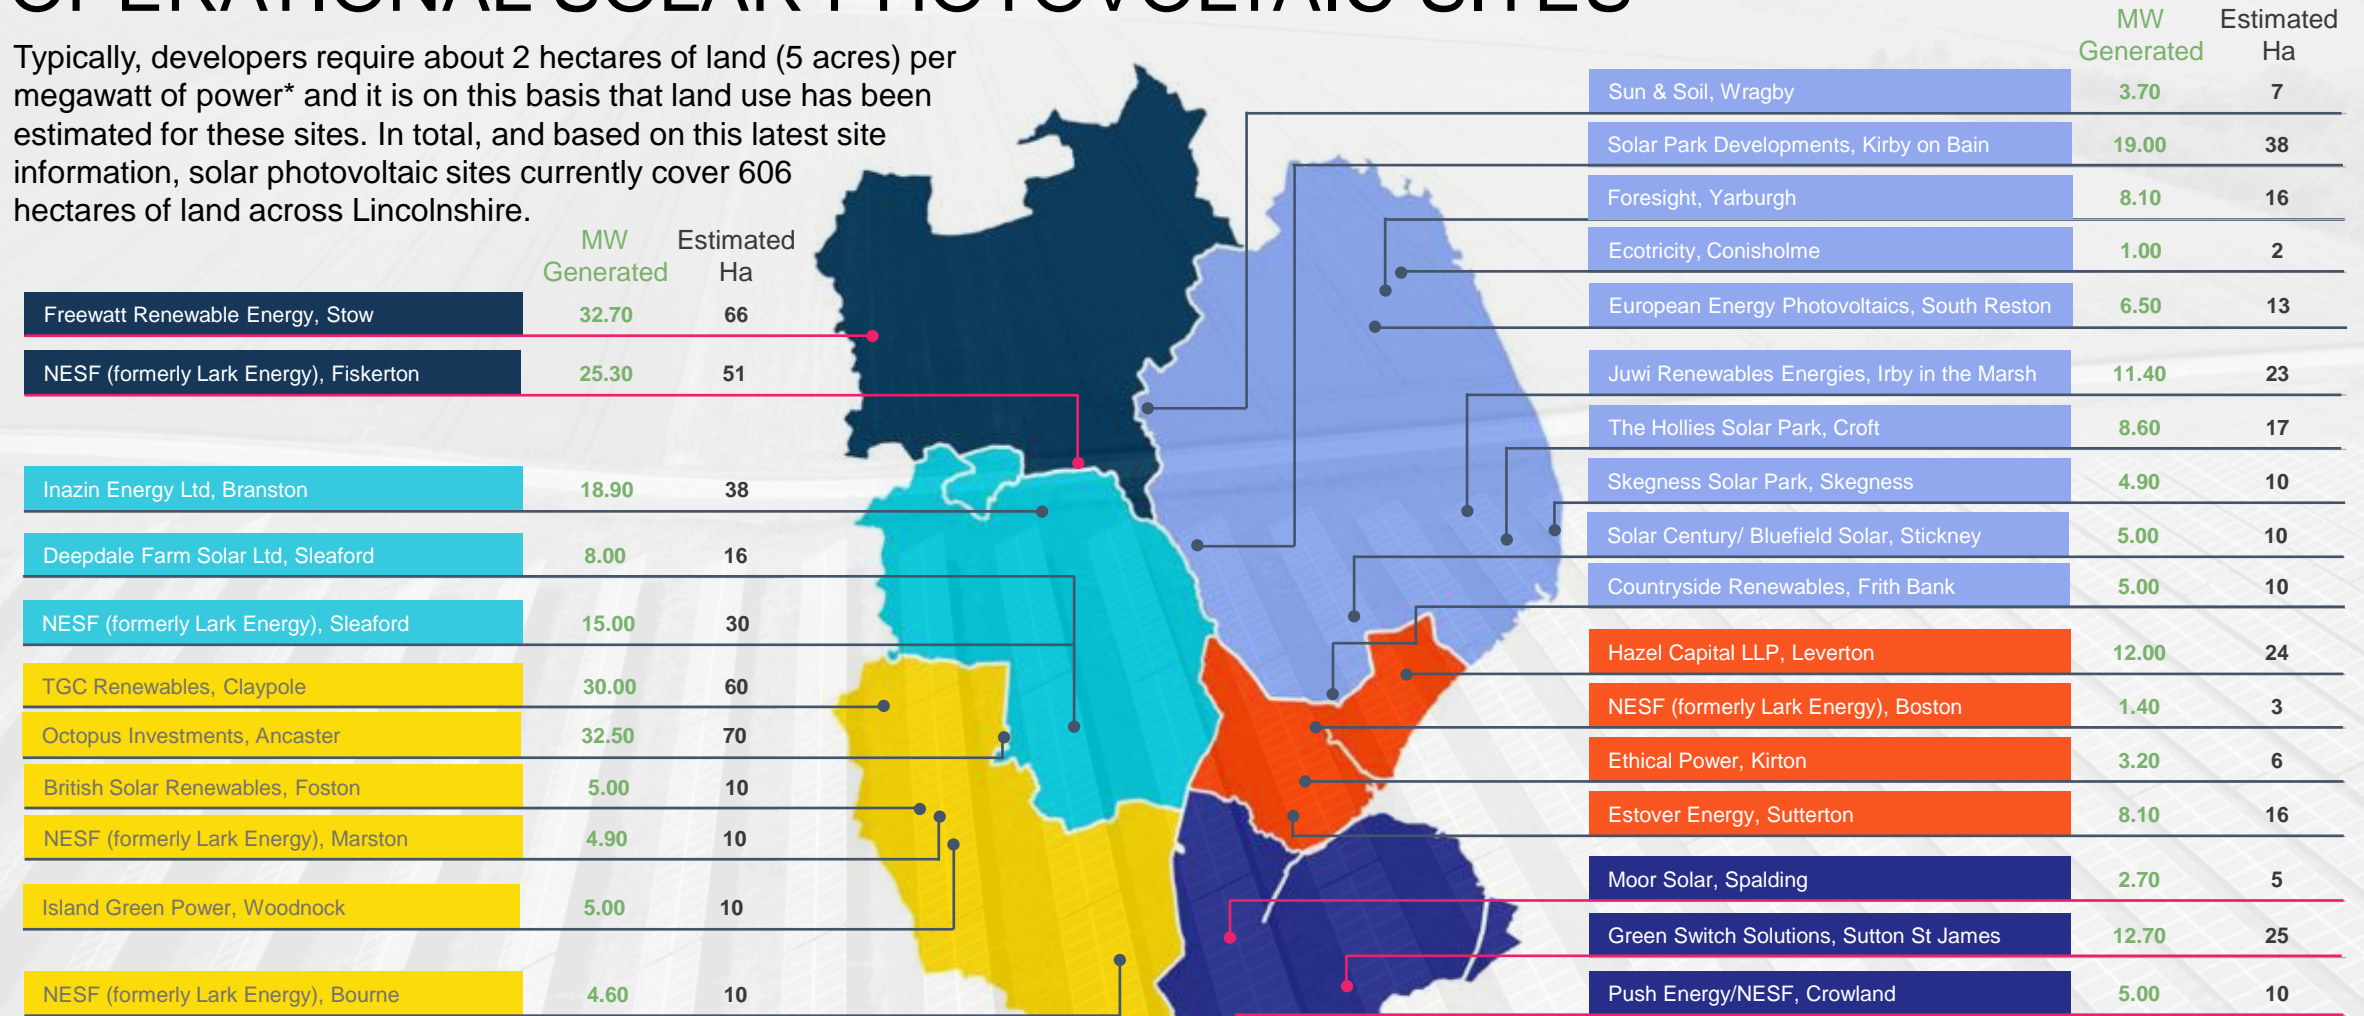 OPERATIONAL SOLAR PHOTOVOLTAIC SITES
Typically, developers require about 2 hectares of land (5 acres) per
megawatt of power* and it is on this basis that land use has been
estimated for these sites. In total, and based on this latest site
information, solar photovoltaic sites currently cover 606
hectares of land across Lincolnshire.
MW Estimated
Generated Ha
Freewatt Renewable Energy, Stow 32.70 66
NESF (formerly Lark Energy), Fiskerton 25.30 51
Inazin Energy Ltd, Branston 18.90 38
Deepdale Farm Solar Ltd, Sleaford 8.00 16
NESF (formerly Lark Energy), Sleaford 15.00 30
TGC Renewables, Claypole 30.00 60
Octopus Investments, Ancaster 32.50 70
British Solar Renewables, Foston 5.00 10
NESF (formerly Lark Energy), Marston 4.90 10
Island Green Power, Woodnock 5.00 10
NESF (formerly Lark Energy), Bourne 4.60 10
MW Estimated
Generated Ha
Sun & Soil, Wragby 3.70 7
Solar Park Developments, Kirby on Bain 19.00 38
Foresight, Yarburgh 8.10 16
Ecotricity, Conisholme 1.00 2
European Energy Photovoltaics, South Reston 6.50 13
Juwi Renewables Energies, Irby in the Marsh 11.40 23
The Hollies Solar Park, Croft 8.60 17
Skegness Solar Park, Skegness 4.90 10
Solar Century/ Bluefield Solar, Stickney 5.00 10
Countryside Renewables, Frith Bank 5.00 10
Hazel Capital LLP, Leverton 12.00 24
NESF (formerly Lark Energy), Boston 1.40 3
Ethical Power, Kirton 3.20 6
Estover Energy, Sutterton 8.10 16
Moor Solar, Spalding 2.70 5
Green Switch Solutions, Sutton St James 12.70 25
Push Energy/NESF, Crowland 5.00 10